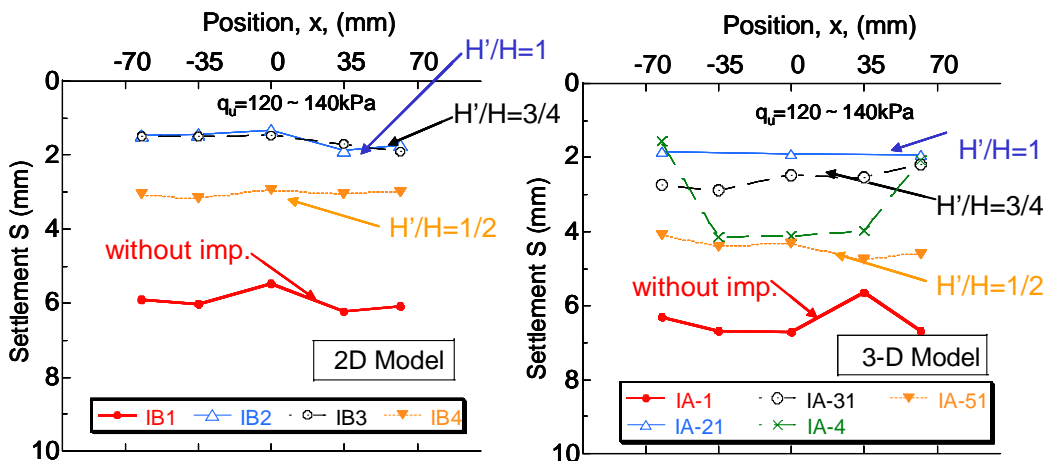 Position, x, (mm)
-70 -35 0 35 70
H'/H=1
0
2
4
6
8
10
Settlement S (mm)
qu=120 ~ 140kPa
H'/H=3/4
H'/H=1/2
without imp.
2D Model
IB1 IB2 IB3 IB4
Position, x, (mm)
-70 -35 0 35 70
0
2
4
6
8
10
Settlement S (mm)
qu=120 ~ 140kPa
H'/H=1
H'/H=3/4
H'/H=1/2
without imp.
3-D Model
IA-1 IA-31 IA-51
IA-21 IA-4